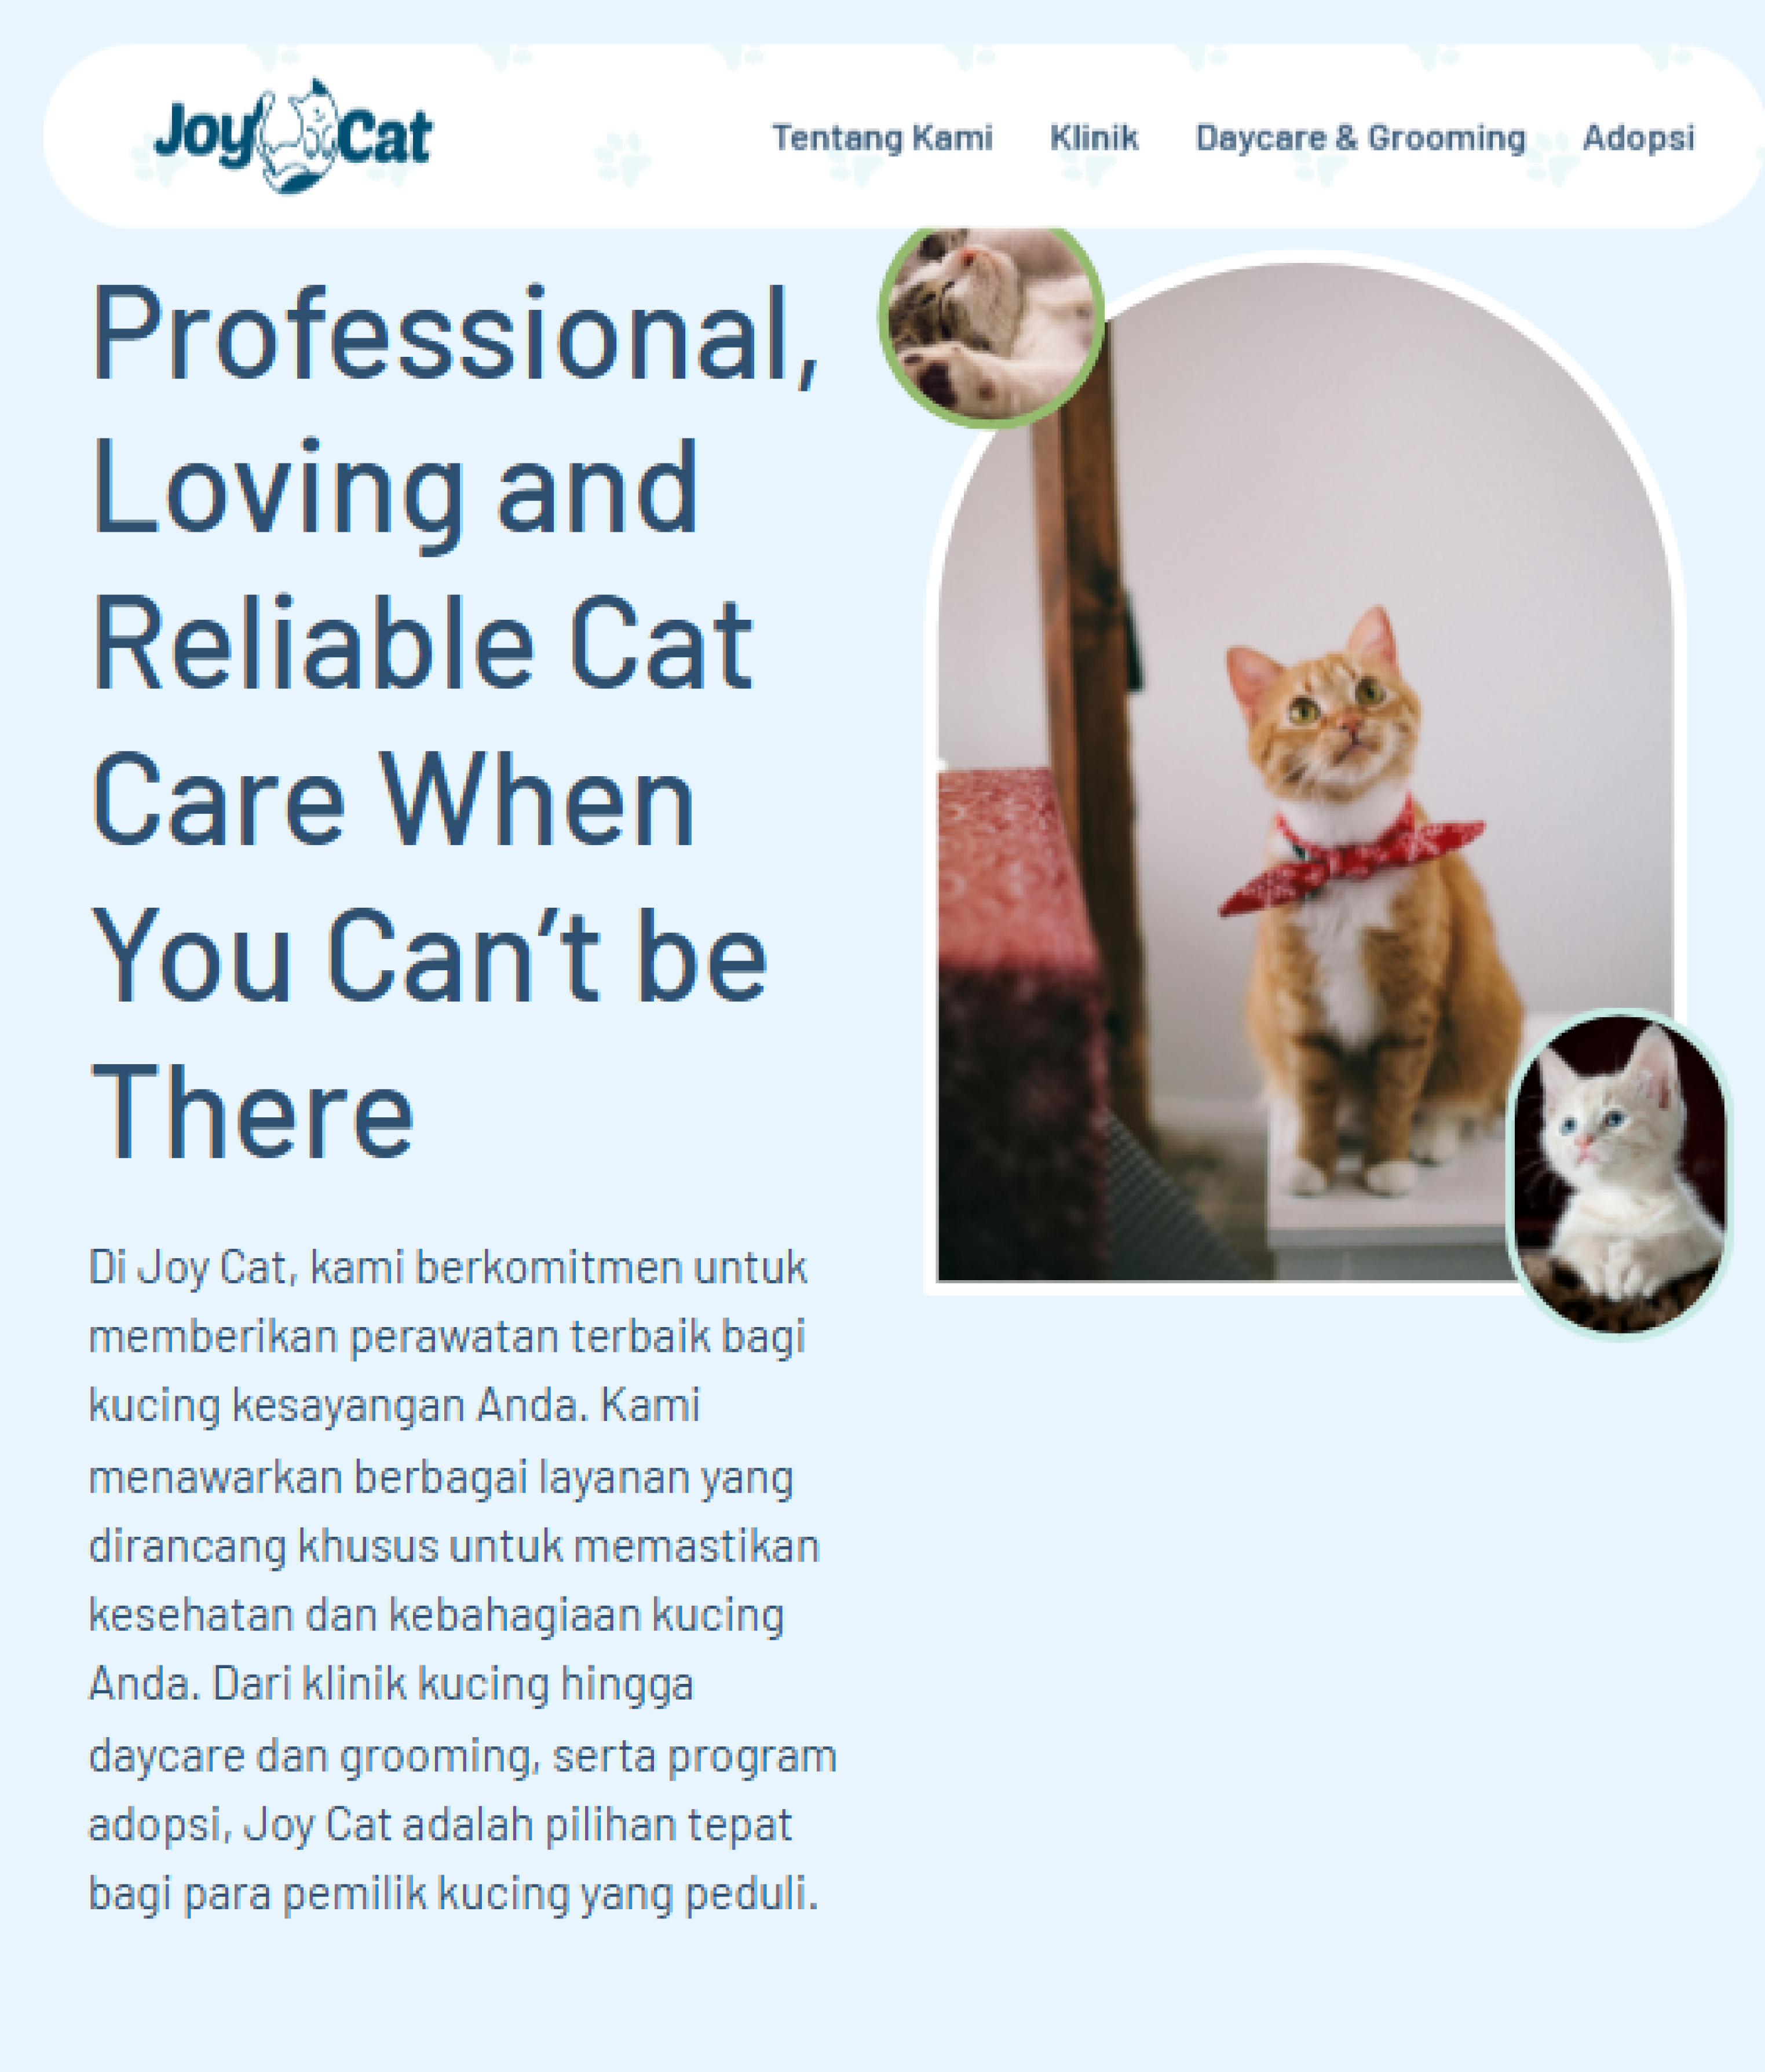 Joy Cat
Tentang Kami Klinik Daycare & Grooming Adopsi
Professional,
Loving and
Reliable Cat
Care When
You Can’t be
There
Di Joy Cat, kami berkomitmen untuk
memberikan perawatan terbaik bagi
kucing kesayangan Anda. Kami
menawarkan berbagai layanan yang
dirancang khusus untuk memastikan
kesehatan dan kebahagiaan kucing
Anda. Dari klinik kucing hingga
daycare dan grooming, serta program
adopsi, Joy Cat adalah pilihan tepat
bagi para pemilik kucing yang peduli.